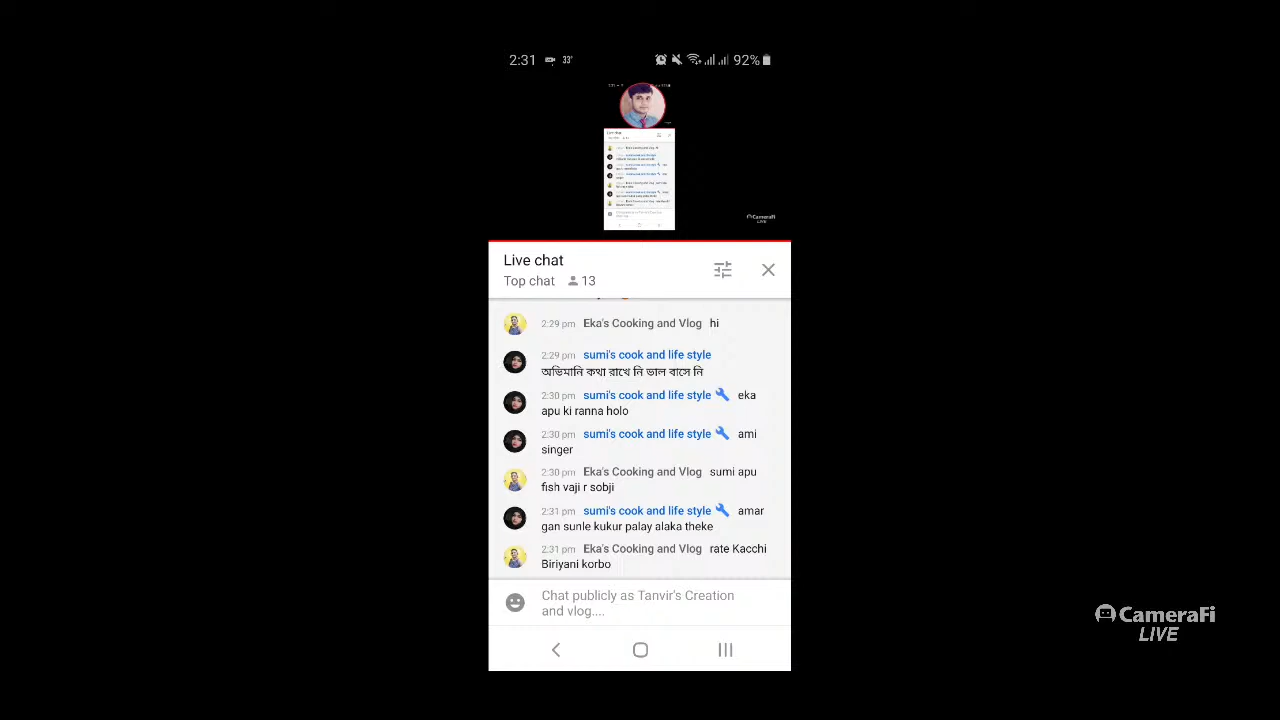 2:31 33° 92%
Live chat
Top chat 13
2:29 pm Eka's Cooking and Vlog hi
2:29 pm sumi's cook and life style
অভিমানি কথা রাখে নি ভাল বাসে নি
2:30 pm sumi's cook and life style eka
apu ki ranna holo
2:30 pm sumi's cook and life style ami
singer
2:30 pm Eka's Cooking and Vlog sumi apu
fish vaji r sobji
2:31 pm sumi's cook and life style amar
gan sunle kukur palay alaka theke
2:31 pm Eka's Cooking and Vlog rate Kacchi
Biriyani korbo
Chat publicly as Tanvir's Creation
and vlog....
CameraFi
LIVE
CameraFi
LIVE